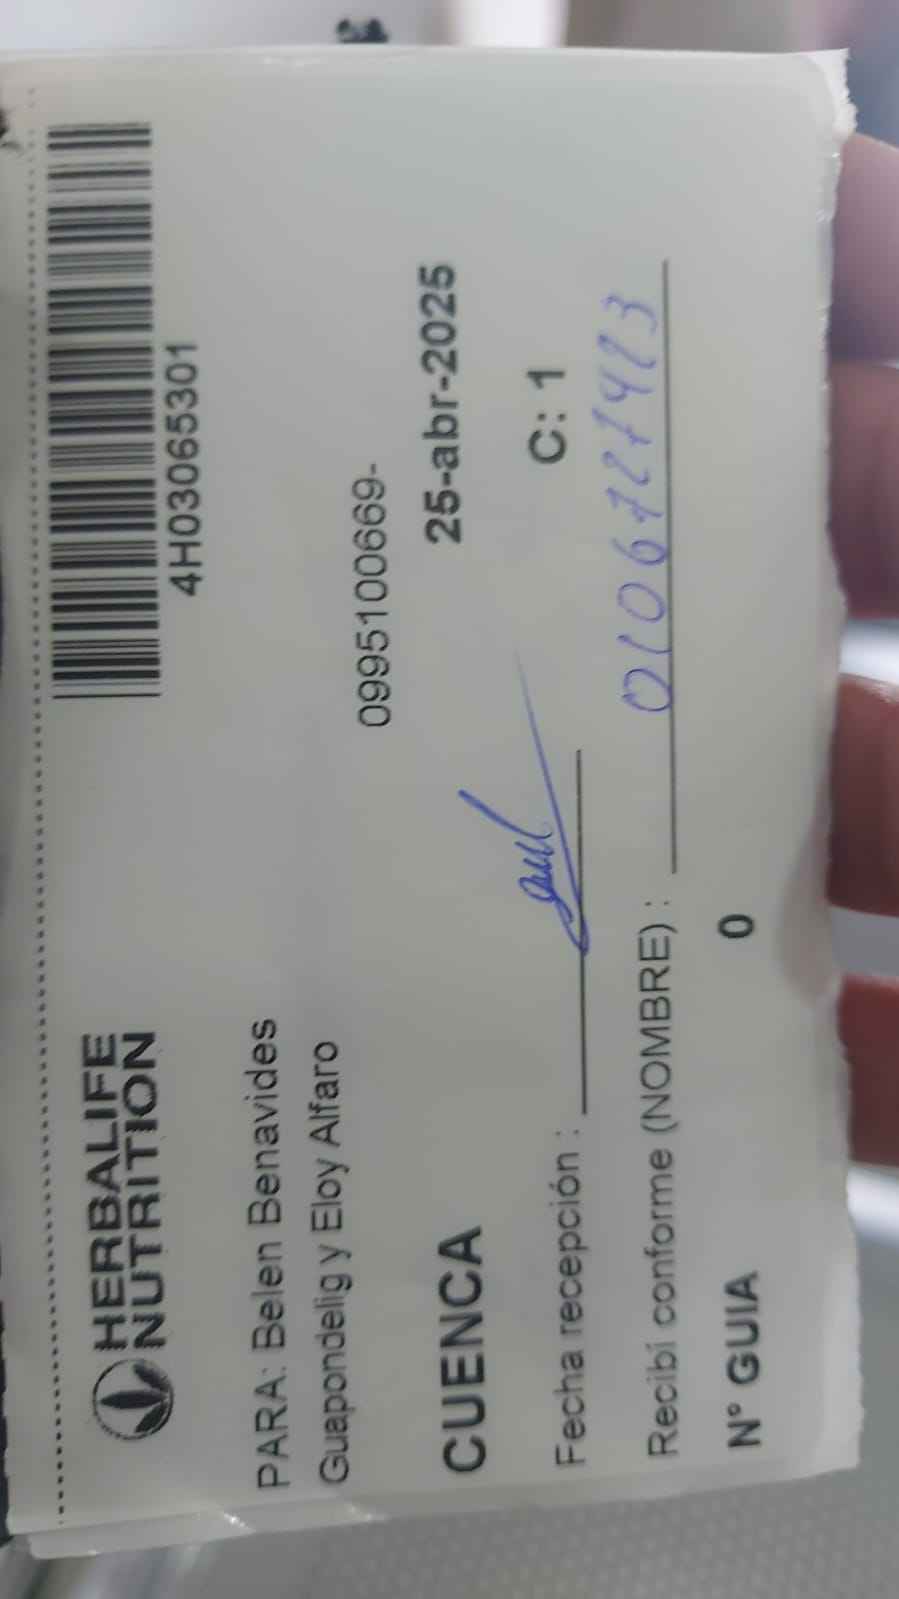 4H03065301
HERBALIFE
NUTRITION
PARA: Belen Benavides
Guapondelig y Eloy Alfaro
0995100669-
CUENCA 25-abr-2025
Fecha recepción : C: 1
Recibí conforme (NOMBRE) :
N° GUIA 0